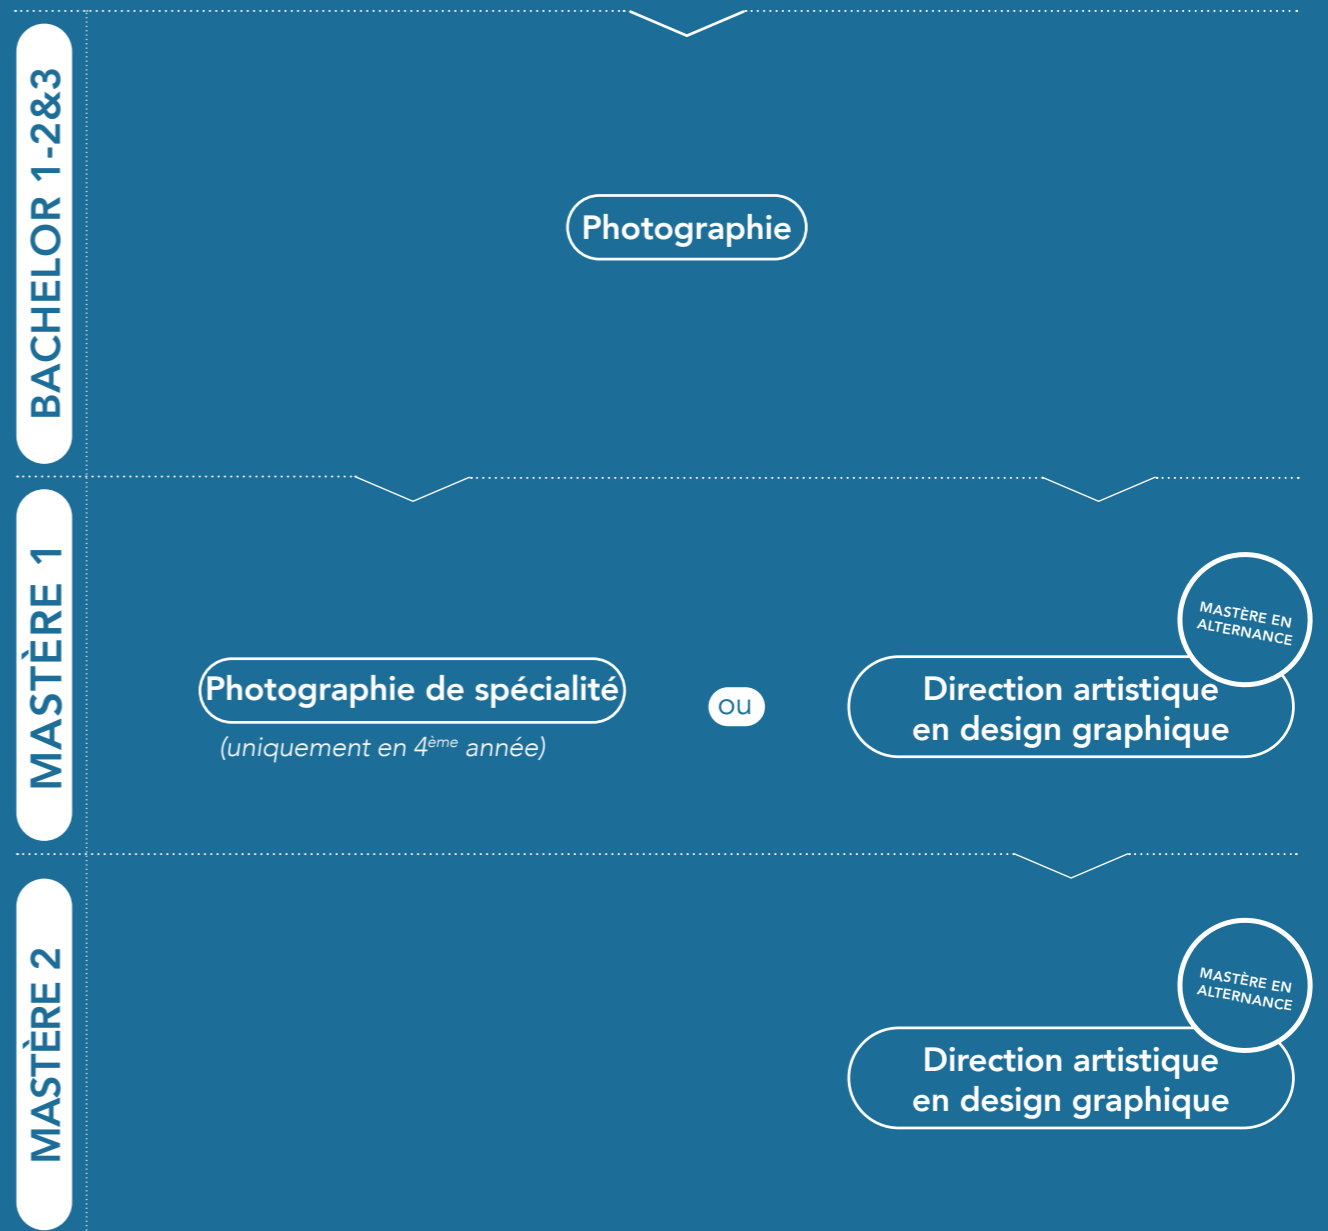 BACHELOR 1-2&3
Photographie
MASTÈRE 1
Photographie de spécialité
(uniquement en 4ème année)
ou
MASTÈRE EN
ALTERNANCE
Direction artistique
en design graphique
MASTÈRE 2
MASTÈRE EN
ALTERNANCE
Direction artistique
en design graphique